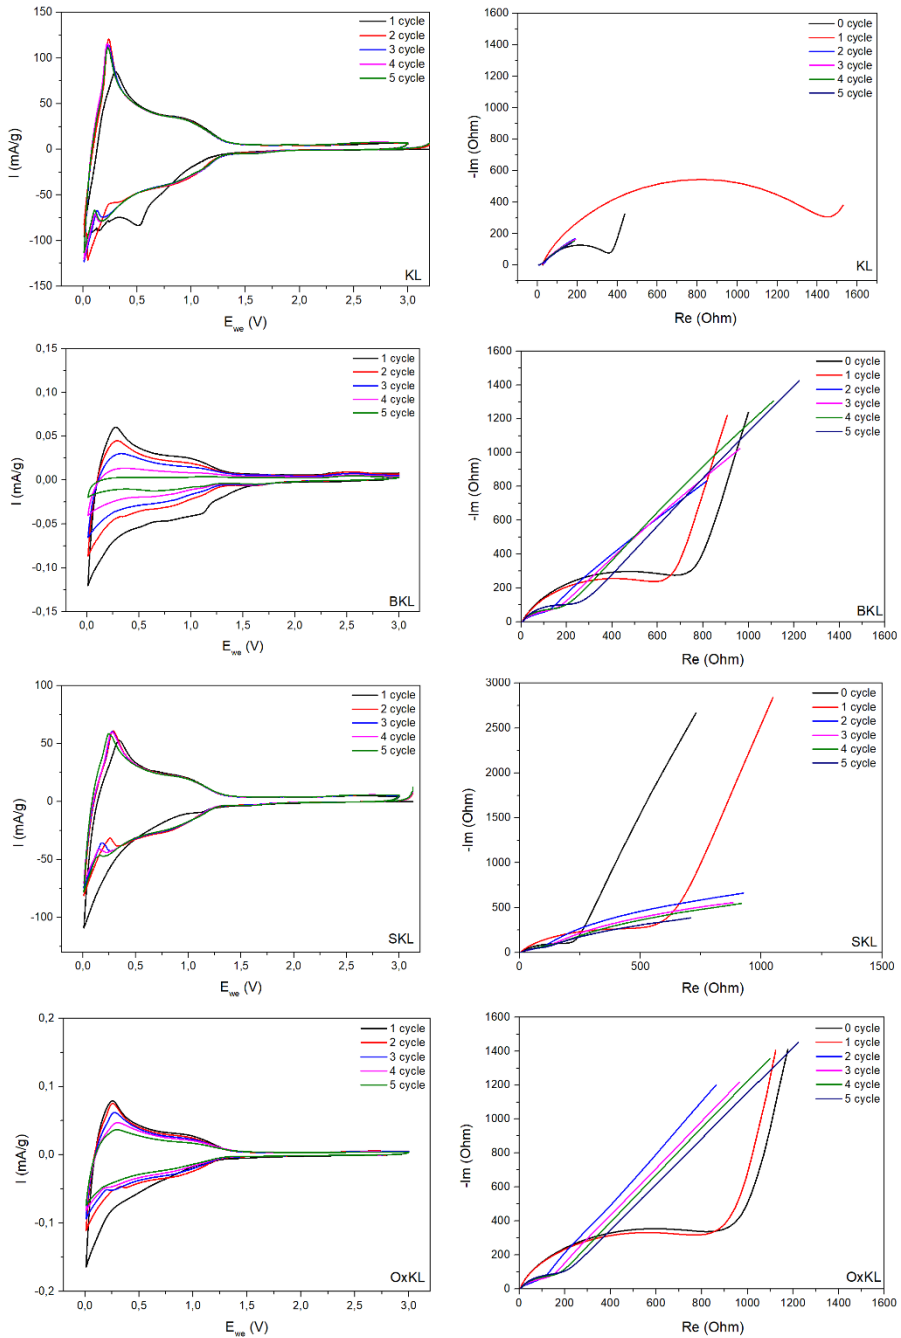 150
100
50
0
-50
-100
-150
I (mA/g)
0,0 0,5 1,0 1,5 2,0 2,5 3,0
E_we (V)
1 cycle
2 cycle
3 cycle
4 cycle
5 cycle
KL
1600
1400
1200
1000
800
600
400
200
0
-Im (Ohm)
0 200 400 600 800 1000 1200 1400 1600
Re (Ohm)
0 cycle
1 cycle
2 cycle
3 cycle
4 cycle
5 cycle
KL
0,15
0,10
0,05
0,00
-0,05
-0,10
-0,15
I (mA/g)
0,0 0,5 1,0 1,5 2,0 2,5 3,0
E_we (V)
1 cycle
2 cycle
3 cycle
4 cycle
5 cycle
BKL
1600
1400
1200
1000
800
600
400
200
0
-Im (Ohm)
0 200 400 600 800 1000 1200 1400 1600
Re (Ohm)
0 cycle
1 cycle
2 cycle
3 cycle
4 cycle
5 cycle
BKL
100
50
0
-50
-100
I (mA/g)
0,0 0,5 1,0 1,5 2,0 2,5 3,0
E_we (V)
1 cycle
2 cycle
3 cycle
4 cycle
5 cycle
SKL
3000
2500
2000
1500
1000
500
0
-Im (Ohm)
0 500 1000 1500
Re (Ohm)
0 cycle
1 cycle
2 cycle
3 cycle
4 cycle
5 cycle
SKL
0,2
0,1
0,0
-0,1
-0,2
I (mA/g)
0,0 0,5 1,0 1,5 2,0 2,5 3,0
E_we (V)
1 cycle
2 cycle
3 cycle
4 cycle
5 cycle
OxKL
1600
1400
1200
1000
800
600
400
200
0
-Im (Ohm)
0 200 400 600 800 1000 1200 1400 1600
Re (Ohm)
0 cycle
1 cycle
2 cycle
3 cycle
4 cycle
5 cycle
OxKL